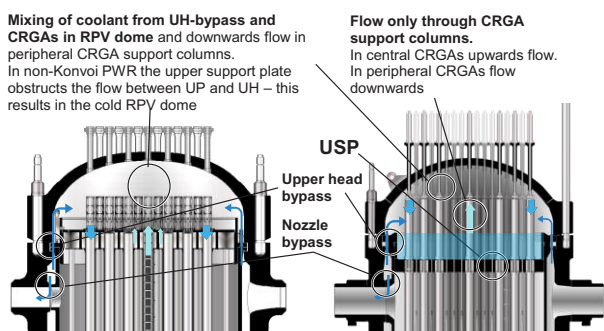 Mixing of coolant from UH-bypass and
CRGAs in RPV dome and downwards flow in
peripheral CRGA support columns.
In non-Konvoi PWR the upper support plate
obstructs the flow between UP and UH – this
results in the cold RPV dome
Flow only through CRGA
support columns.
In central CRGAs upwards flow.
In peripheral CRGAs flow
downwards
USP
Upper head
bypass
Nozzle
bypass